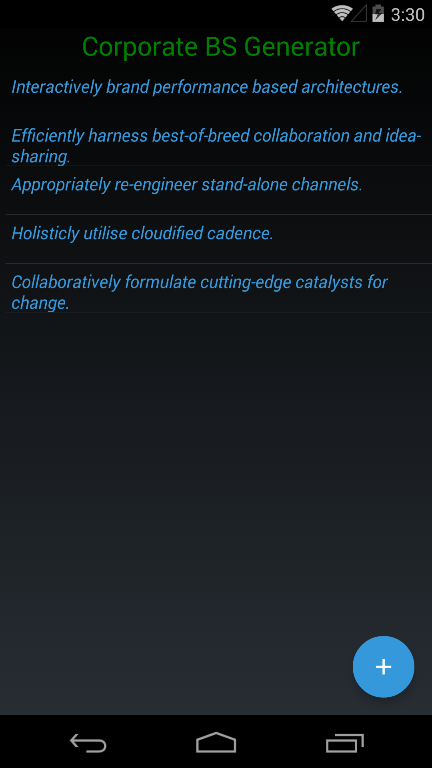 3:30
Corporate BS Generator
Interactively brand performance based architectures.
Efficiently harness best-of-breed collaboration and idea-
sharing.
Appropriately re-engineer stand-alone channels.
Holisticly utilise cloudified cadence.
Collaboratively formulate cutting-edge catalysts for
change.
+